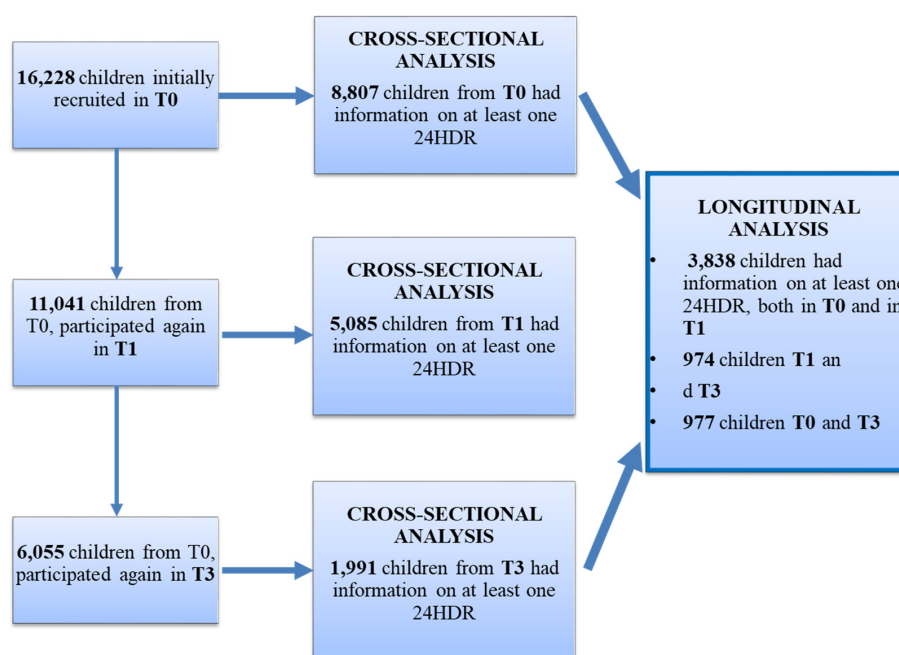 16,228 children initially
recruited in T0
CROSS-SECTIONAL
ANALYSIS
8,807 children from T0 had
information on at least one
24HDR
11,041 children from
T0, participated again
in T1
CROSS-SECTIONAL
ANALYSIS
5,085 children from T1 had
information on at least one
24HDR
6,055 children from T0,
participated again in T3
CROSS-SECTIONAL
ANALYSIS
1,991 children from T3 had
information on at least one
24HDR
LONGITUDINAL
ANALYSIS
• 3,838 children had
information on at least one
24HDR, both in T0 and in
T1
• 974 children T1 an
• d T3
• 977 children T0 and T3